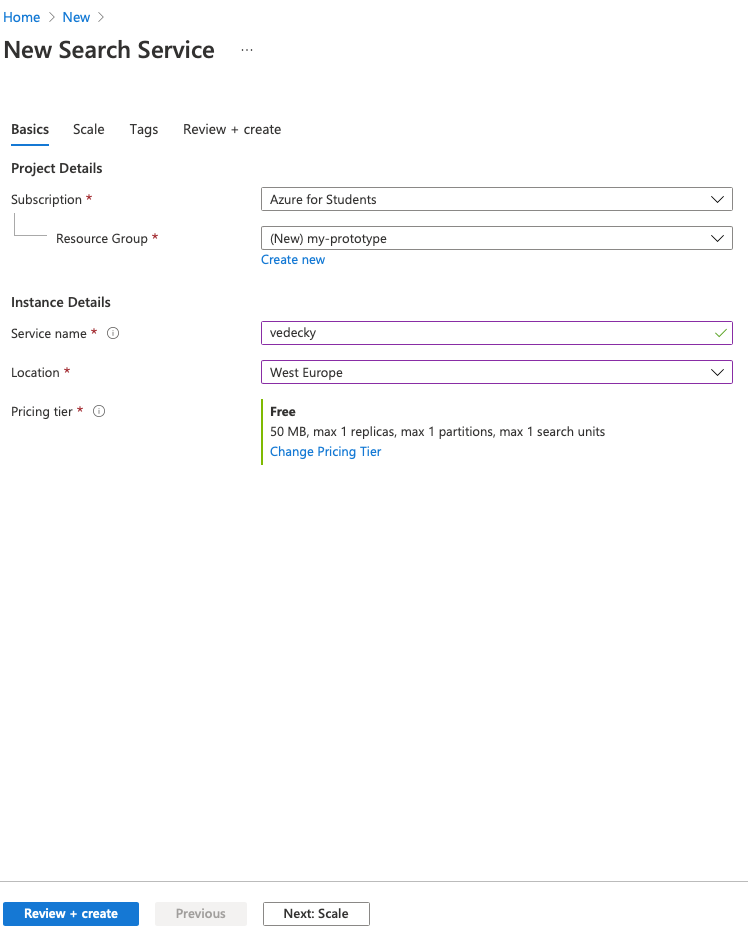 Home > New >
New Search Service ...
Basics Scale Tags Review + create
Project Details
Subscription * Azure for Students
Resource Group * (New) my-prototype
Create new
Instance Details
Service name * vedecky
Location * West Europe
Pricing tier * Free
50 MB, max 1 replicas, max 1 partitions, max 1 search units
Change Pricing Tier
Review + create Previous Next: Scale